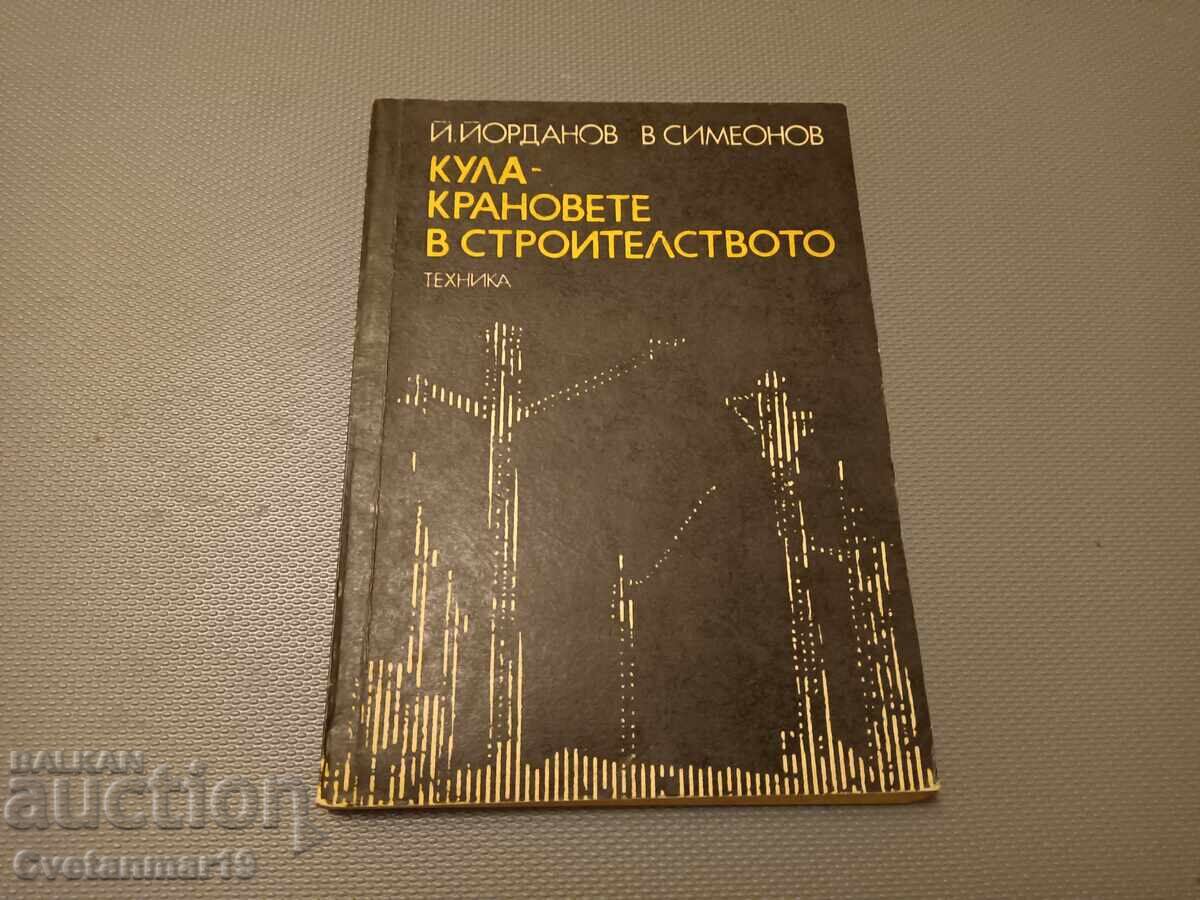 Й. ЙОРДАНОВ В СИМЕОНОВ
КУЛА-
КРАНОВЕТЕ
В СТРОИТЕЛСТВОТО
ТЕХНИКА
BALKAN
auction
Cvetanmar19